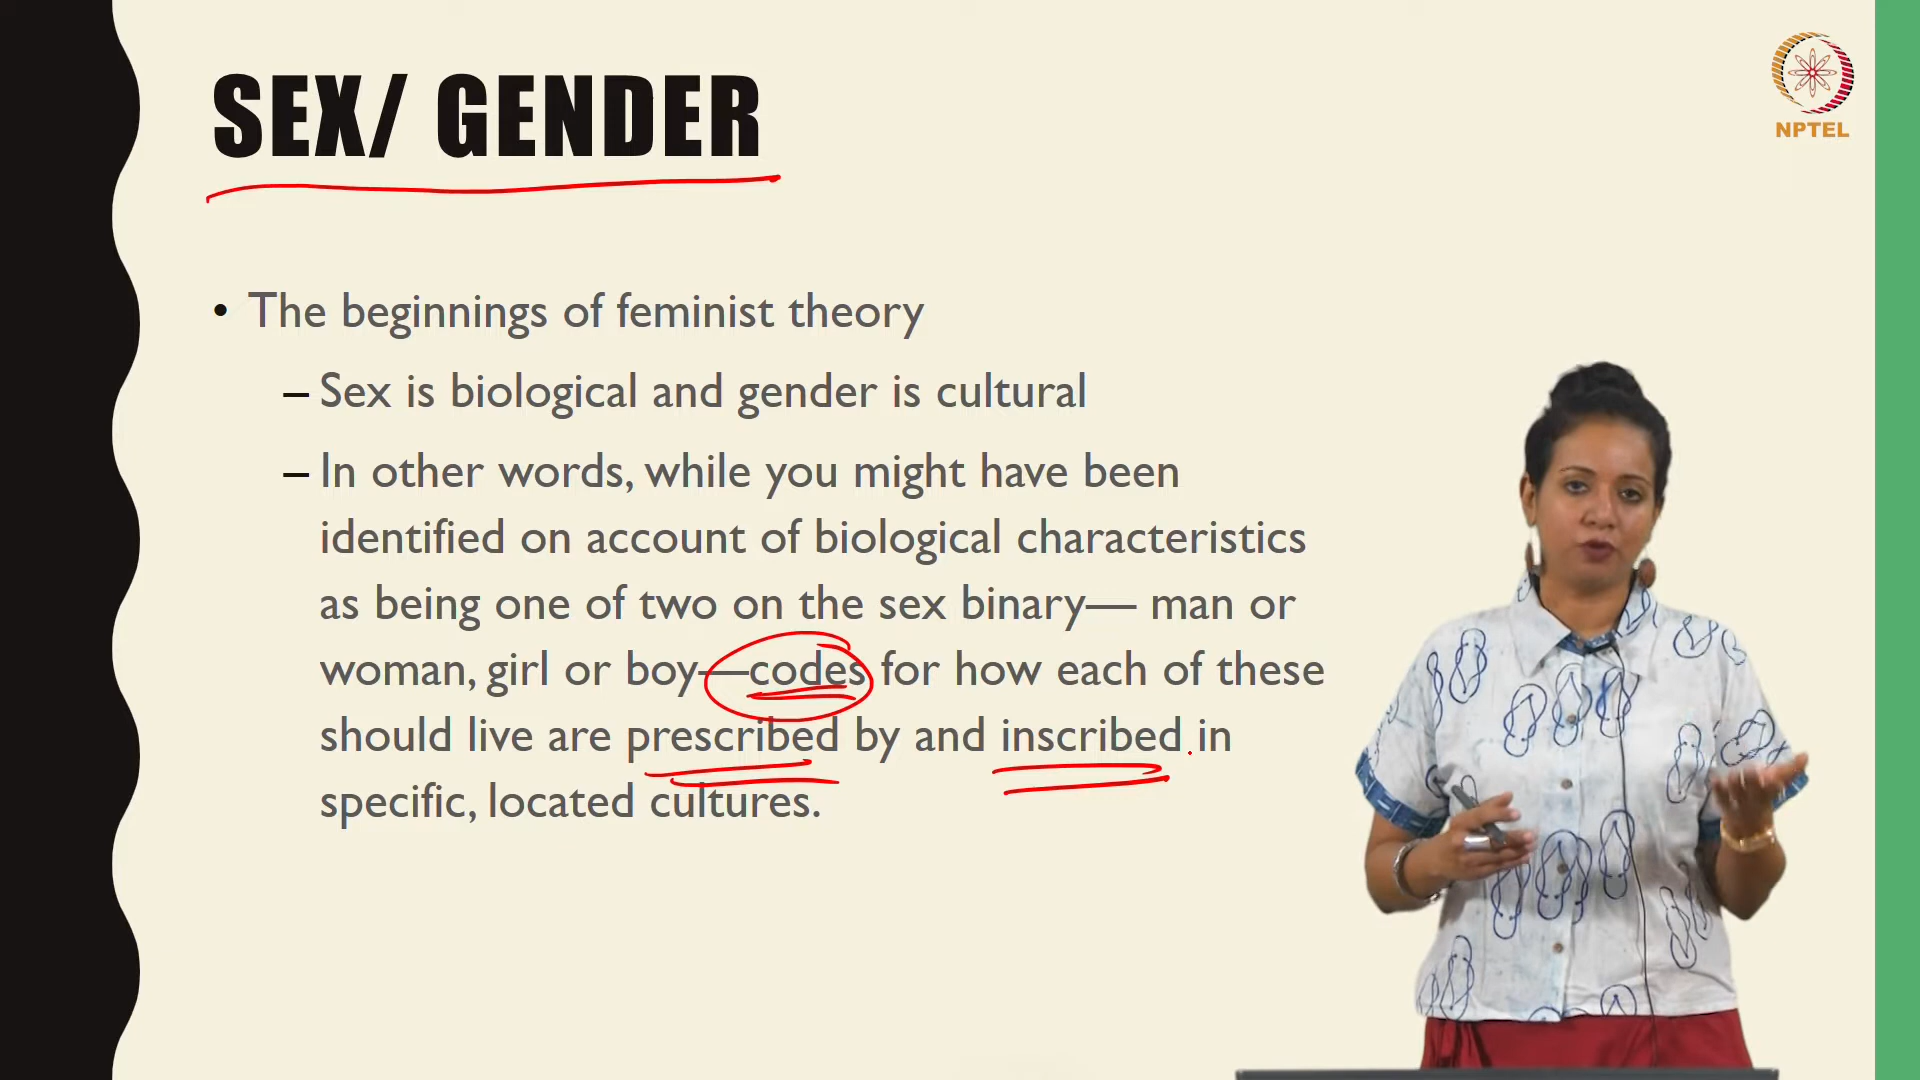 SEX/ GENDER
NPTEL
• The beginnings of feminist theory
– Sex is biological and gender is cultural
– In other words, while you might have been
identified on account of biological characteristics
as being one of two on the sex binary— man or
woman, girl or boy—codes for how each of these
should live are prescribed by and inscribed in
specific, located cultures.